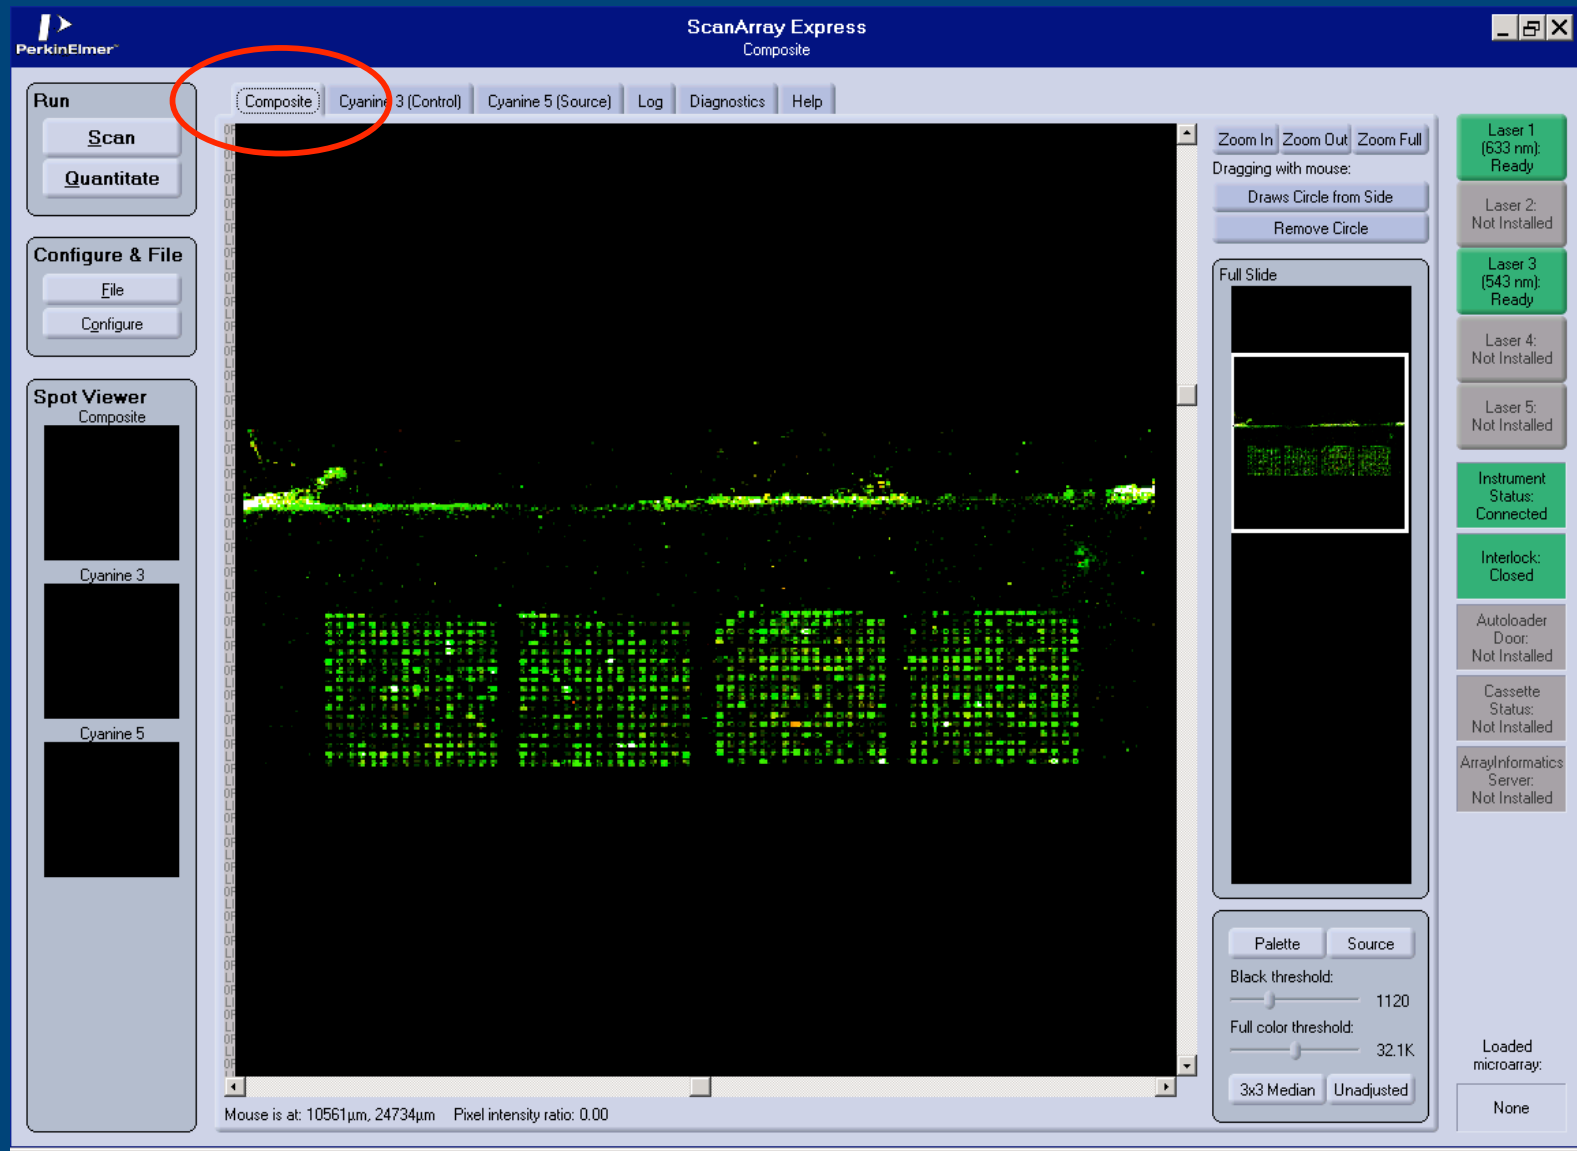 PerkinElmer
ScanArray Express
Composite
Run
Scan
Quantitate
Configure & File
File
Configure
Spot Viewer
Composite
Cyanine 3
Cyanine 5
Composite
Cyanine 3 (Control)
Cyanine 5 (Source)
Log
Diagnostics
Help
Mouse is at: 10561µm, 24734µm Pixel intensity ratio: 0.00
Zoom In
Zoom Out
Zoom Full
Dragging with mouse:
Draws Circle from Side
Remove Circle
Full Slide
Palette
Source
Black threshold:
1120
Full color threshold:
32.1K
3x3 Median
Unadjusted
Laser 1
(633 nm):
Ready
Laser 2:
Not Installed
Laser 3
(543 nm):
Ready
Laser 4:
Not Installed
Laser 5:
Not Installed
Instrument
Status:
Connected
Interlock:
Closed
Autoloader
Door:
Not Installed
Cassette
Status:
Not Installed
ArrayInformatics
Server:
Not Installed
Loaded
microarray:
None